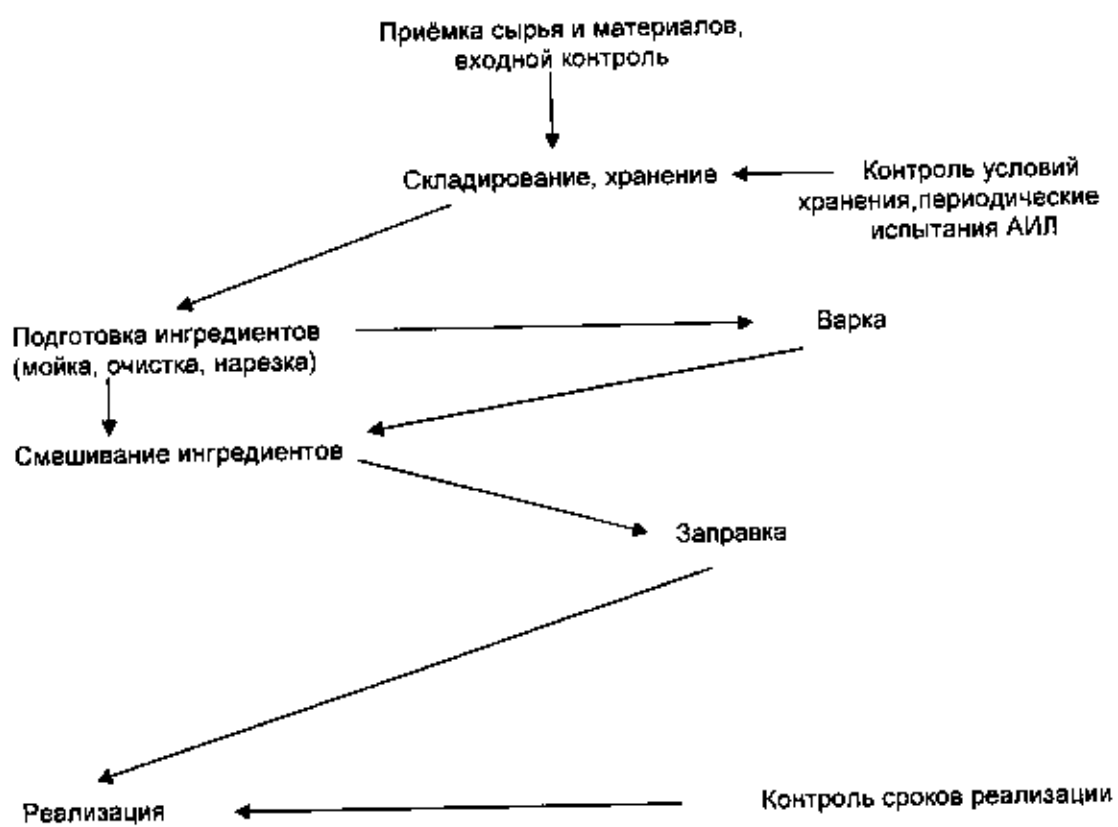 Приёмка сырья и материалов,
входной контроль
Складирование, хранение
Контроль условий
хранения,периодические
испытания АИЛ
Подготовка ингредиентов
(мойка, очистка, нарезка)
Варка
Смешивание ингредиентов
Заправка
Реализация
Контроль сроков реализации